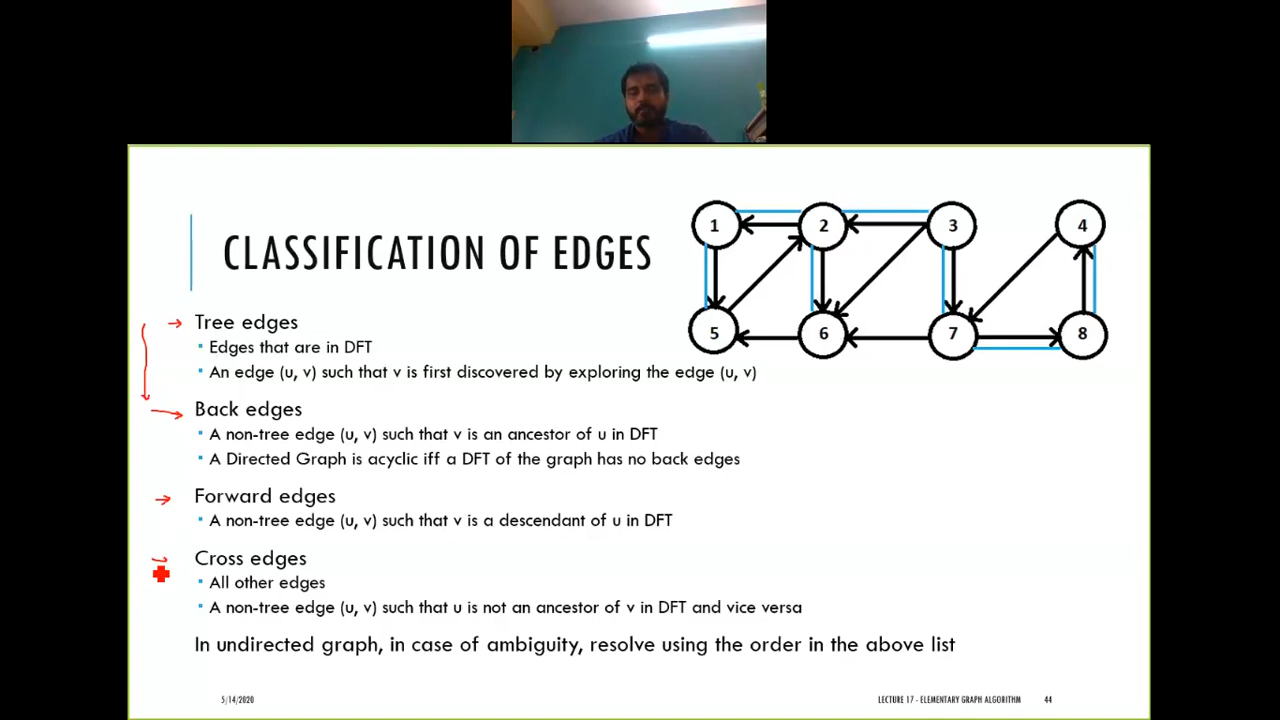 CLASSIFICATION OF EDGES
1 2 3 4
5 6 7 8
Tree edges
Edges that are in DFT
An edge (u, v) such that v is first discovered by exploring the edge (u, v)
Back edges
A non-tree edge (u, v) such that v is an ancestor of u in DFT
A Directed Graph is acyclic iff a DFT of the graph has no back edges
Forward edges
A non-tree edge (u, v) such that v is a descendant of u in DFT
Cross edges
All other edges
A non-tree edge (u, v) such that u is not an ancestor of v in DFT and vice versa
In undirected graph, in case of ambiguity, resolve using the order in the above list
5/14/2020 LECTURE 17 - ELEMENTARY GRAPH ALGORITHM 44